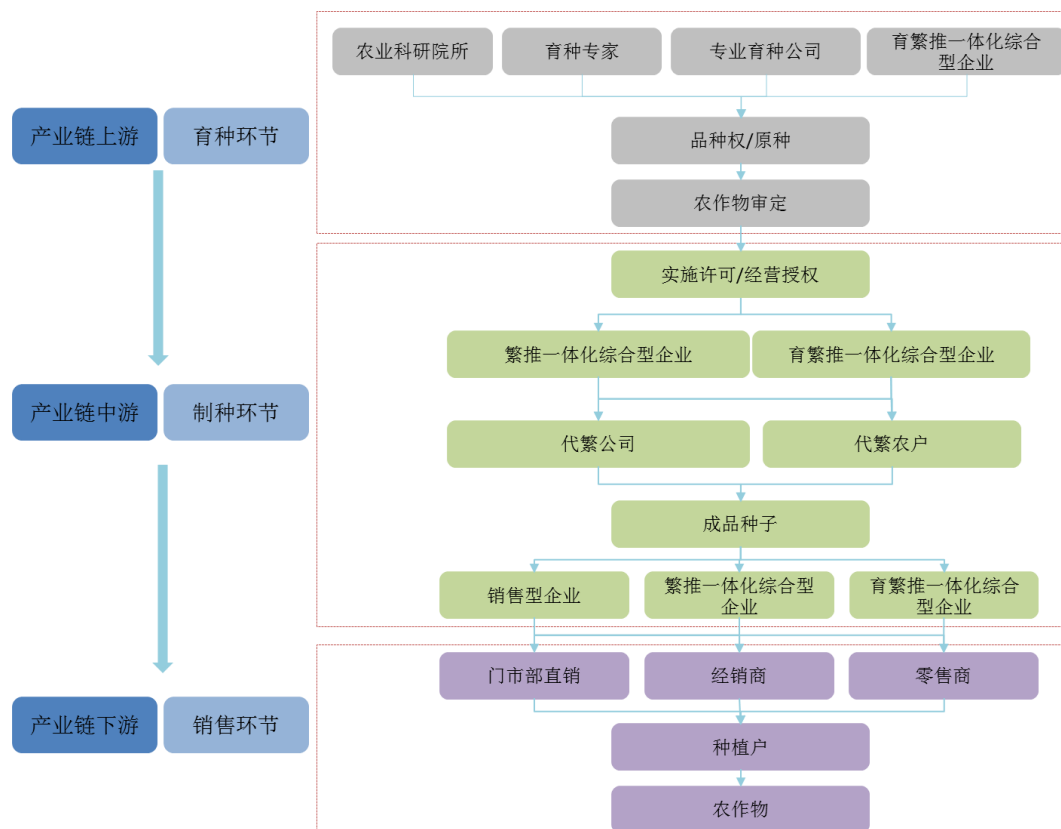 农业科研院所
育种专家
专业育种公司
育繁推一体化综合
型企业
产业链上游
育种环节
品种权/原种
农作物审定
实施许可/经营授权
繁推一体化综合型企业
育繁推一体化综合型企业
产业链中游
制种环节
代繁公司
代繁农户
成品种子
销售型企业
繁推一体化综合型
企业
育繁推一体化综合
型企业
门市部直销
经销商
零售商
产业链下游
销售环节
种植户
农作物